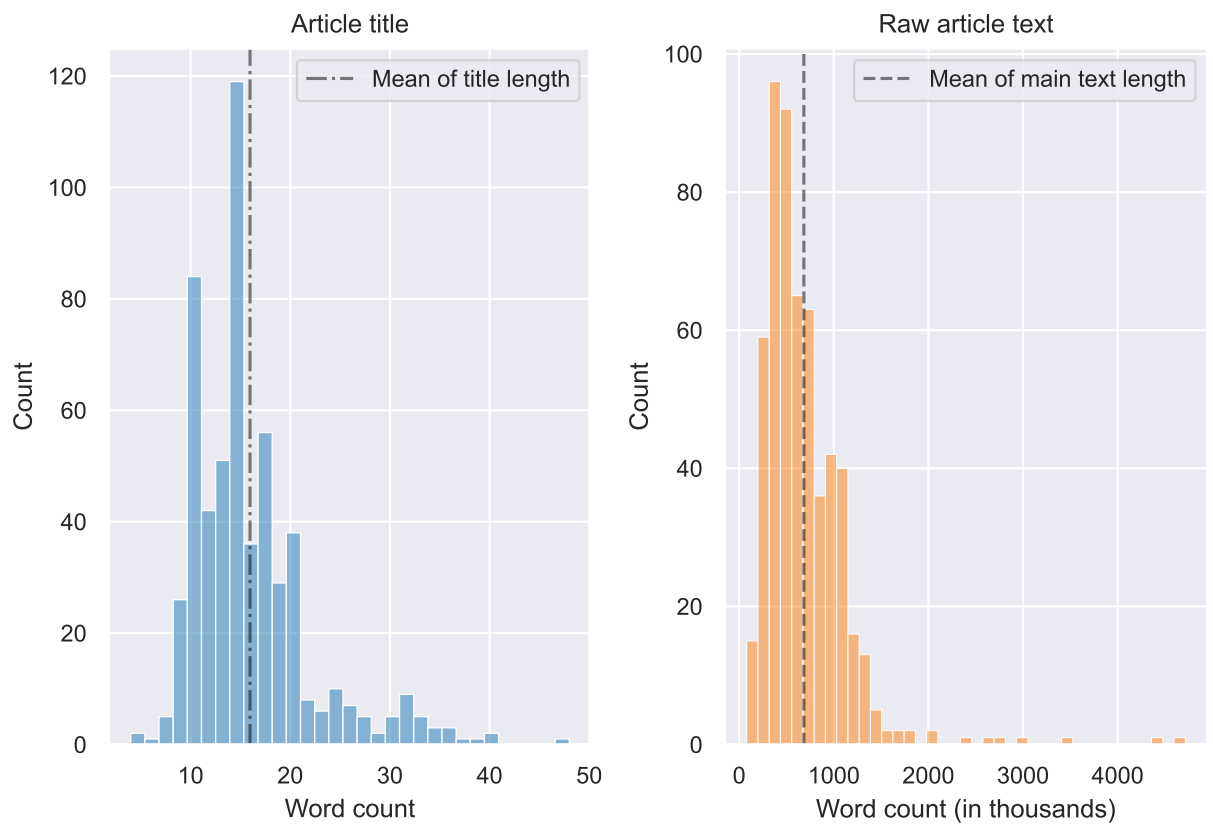 Article title
Mean of title length
120
100
80
60
40
20
0
Count
10 20 30 40 50
Word count
Raw article text
Mean of main text length
100
80
60
40
20
0
Count
0 1000 2000 3000 4000
Word count (in thousands)